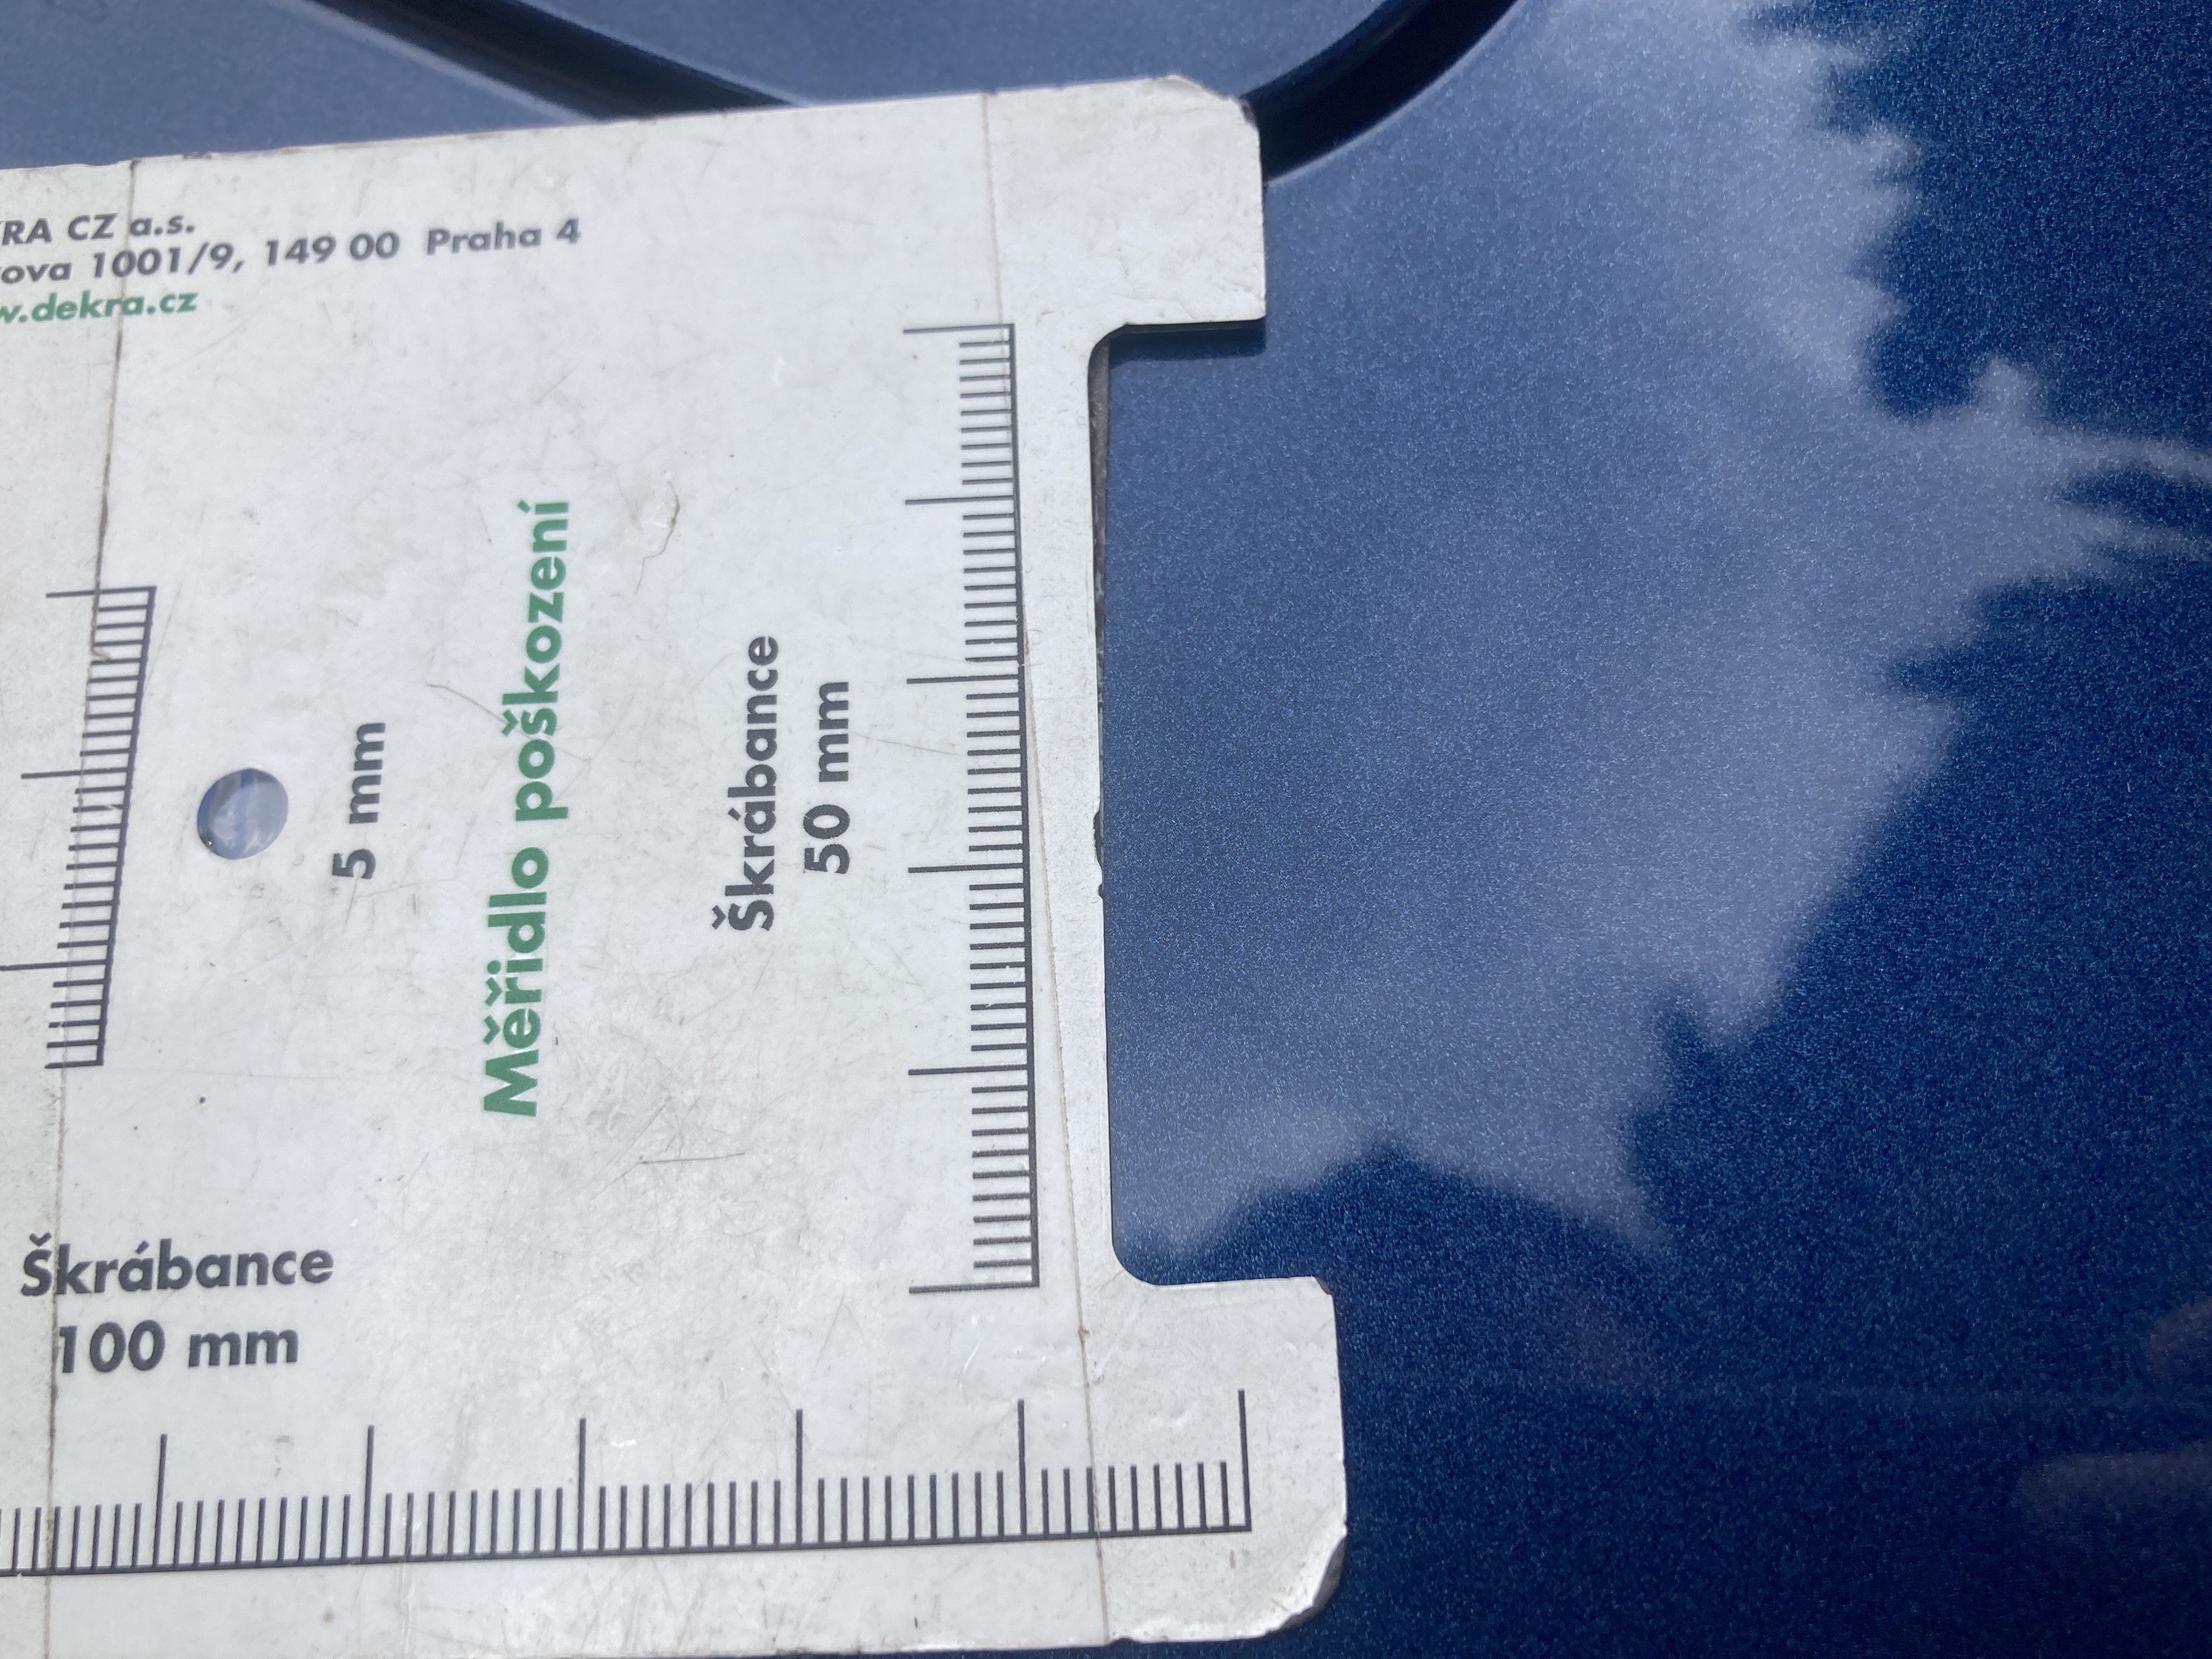 RA CZ a.s.
ova 1001/9, 149 00 Praha 4
w.dekra.cz
5 mm
Měřidlo poškození
Škrábance
50 mm
Škrábance
100 mm